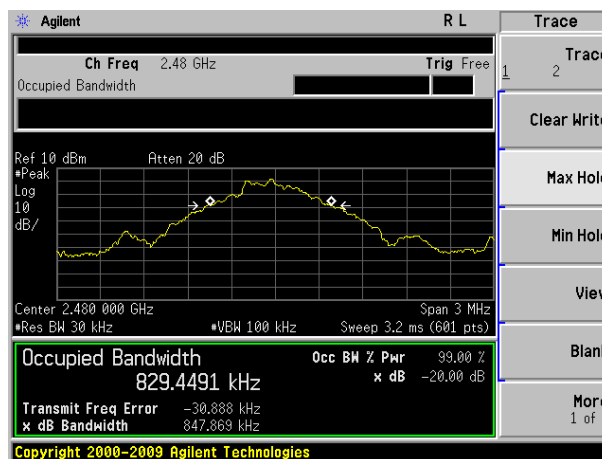 Agilent R L Trace
Ch Freq 2.48 GHz Trig Free
Occupied Bandwidth
Trace
1 2
Clear Write
Max Hold
Min Hold
View
Blank
More
1 of
Ref 10 dBm Atten 20 dB
#Peak
Log
10
dB/
Center 2.480 000 GHz Span 3 MHz
#Res BW 30 kHz #VBW 100 kHz Sweep 3.2 ms (601 pts)
Occupied Bandwidth Occ BW % Pwr 99.00 %
829.4491 kHz x dB -20.00 dB
Transmit Freq Error -30.888 kHz
x dB Bandwidth 847.869 kHz
Copyright 2000-2009 Agilent Technologies